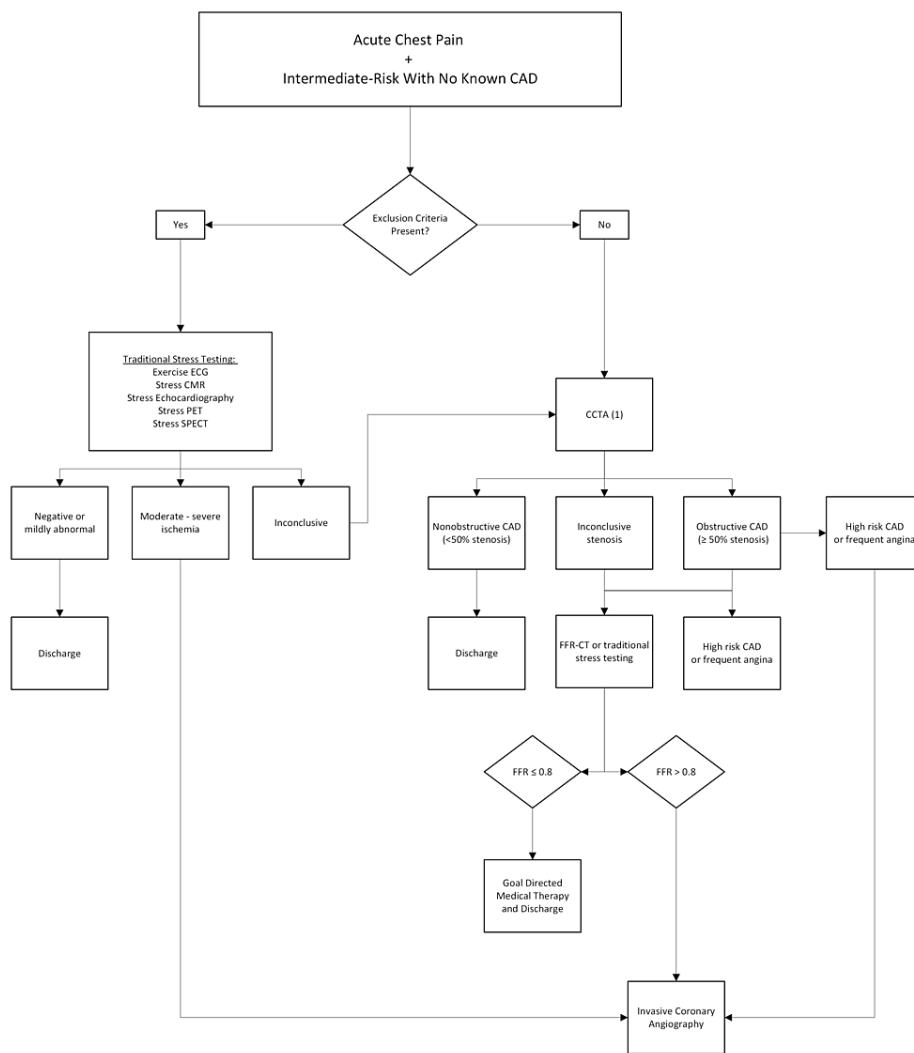 Acute Chest Pain
+
Intermediate-Risk With No Known CAD
Exclusion Criteria
Present?
Yes
No
Traditional Stress Testing:
Exercise ECG
Stress CMR
Stress Echocardiography
Stress PET
Stress SPECT
CCTA (1)
Negative or
mildly abnormal
Moderate - severe
ischemia
Inconclusive
Nonobstructive CAD
(<50% stenosis)
Inconclusive
stenosis
Obstructive CAD
(≥ 50% stenosis)
High risk CAD
or frequent angina
Discharge
Discharge
FFR-CT or traditional
stress testing
High risk CAD
or frequent angina
FFR ≤ 0.8
FFR > 0.8
Goal Directed
Medical Therapy
and Discharge
Invasive Coronary
Angiography